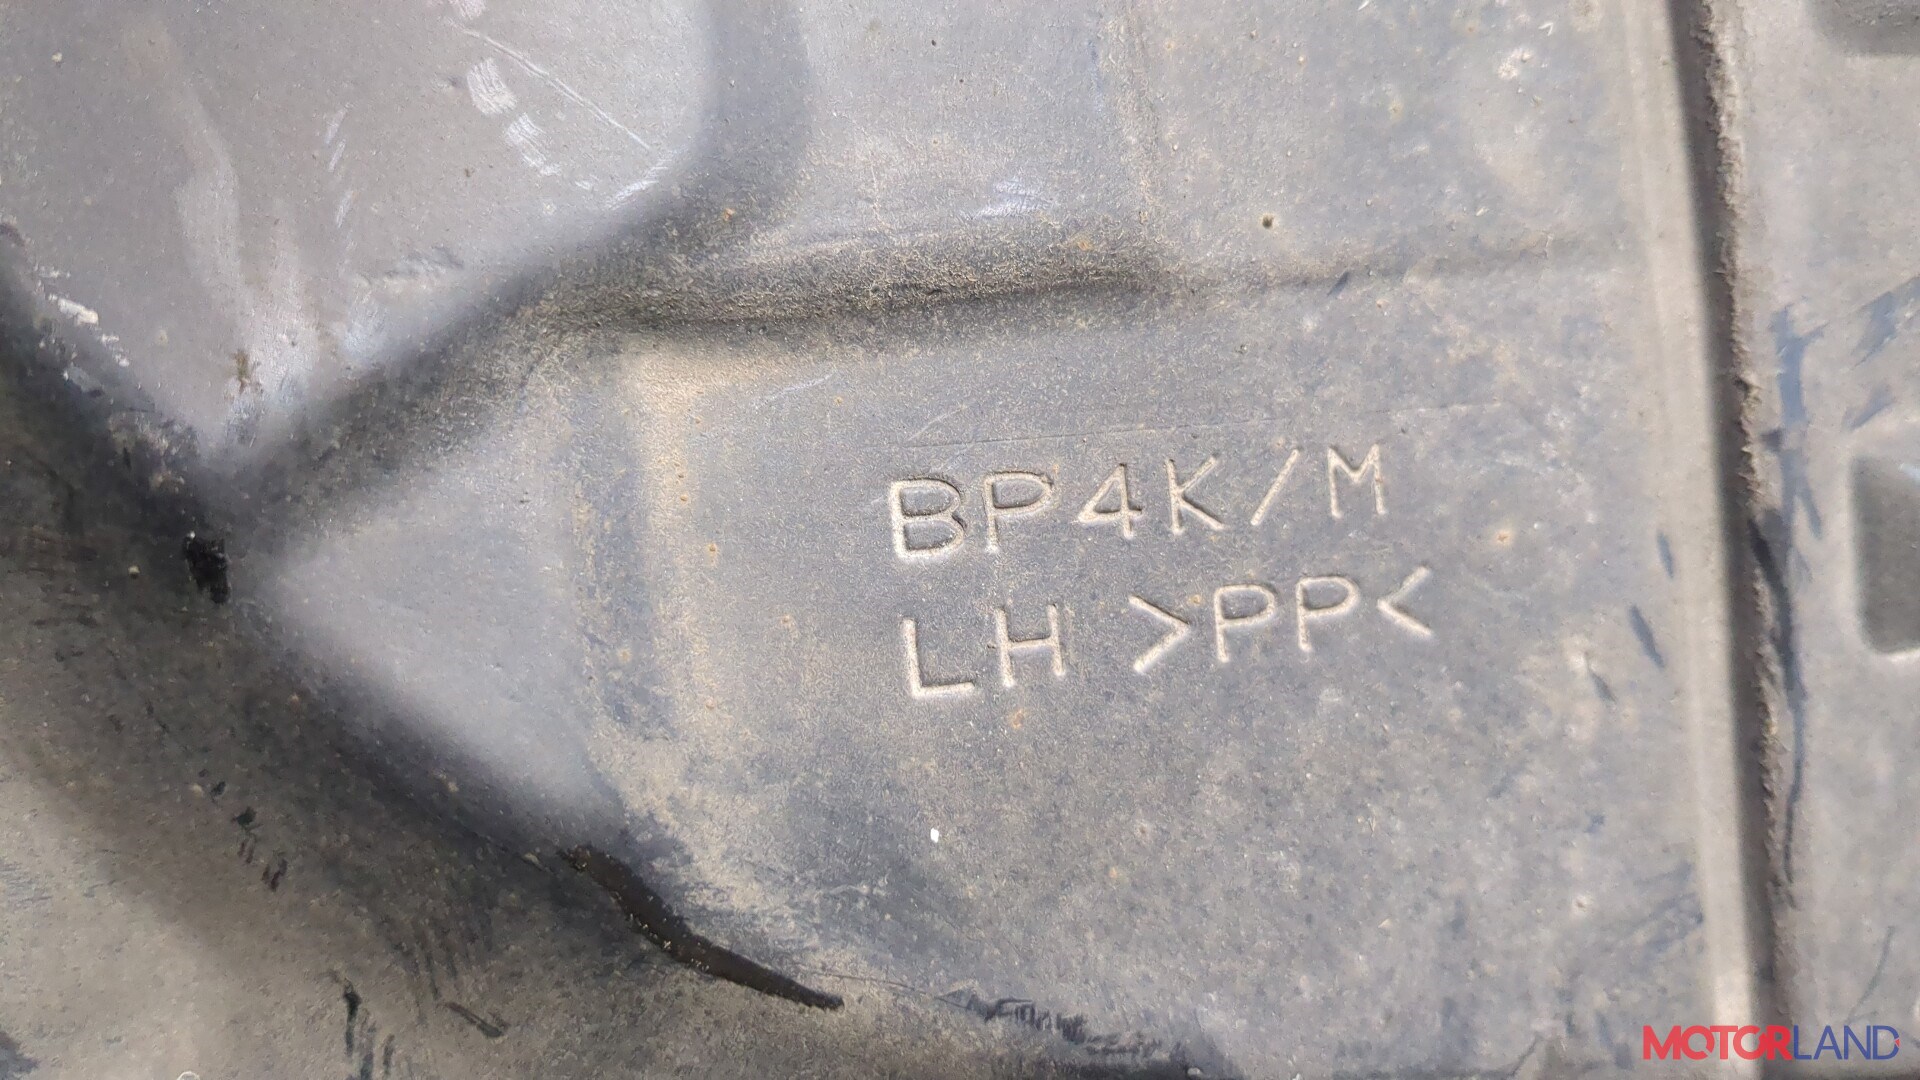 BP4K/M
LH >PP<
MOTORLAND